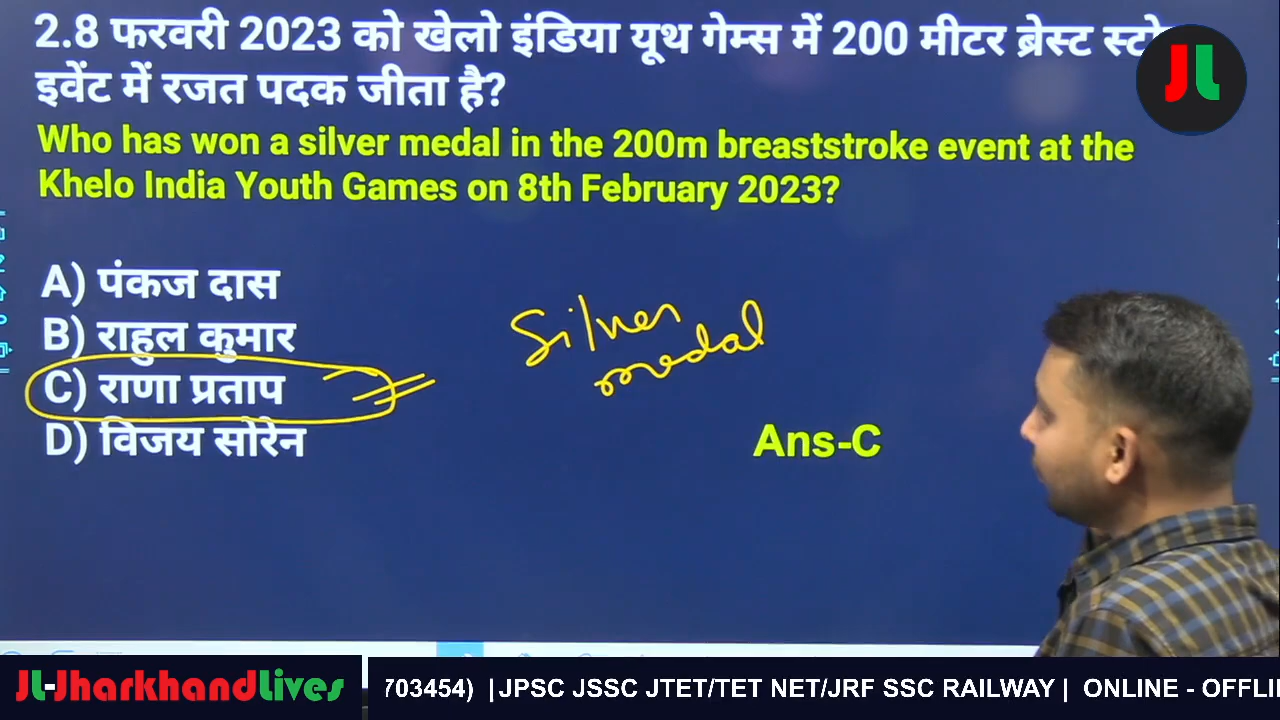 2.8 फरवरी 2023 को खेलो इंडिया यूथ गेम्स में 200 मीटर ब्रेस्ट
इवेंट में रजत पदक जीता है?
JL
Who has won a silver medal in the 200m breaststroke event at the
Khelo India Youth Games on 8th February 2023?
A) पंकज दास
B) राहुल कुमार
C) राणा प्रताप
D) विजय सोरेन
Silver
medal
Ans-C
JL-JharkhandLives
703454) | JPSC JSSC JTET/TET NET/JRF SSC RAILWAY | ONLINE - OFFLI